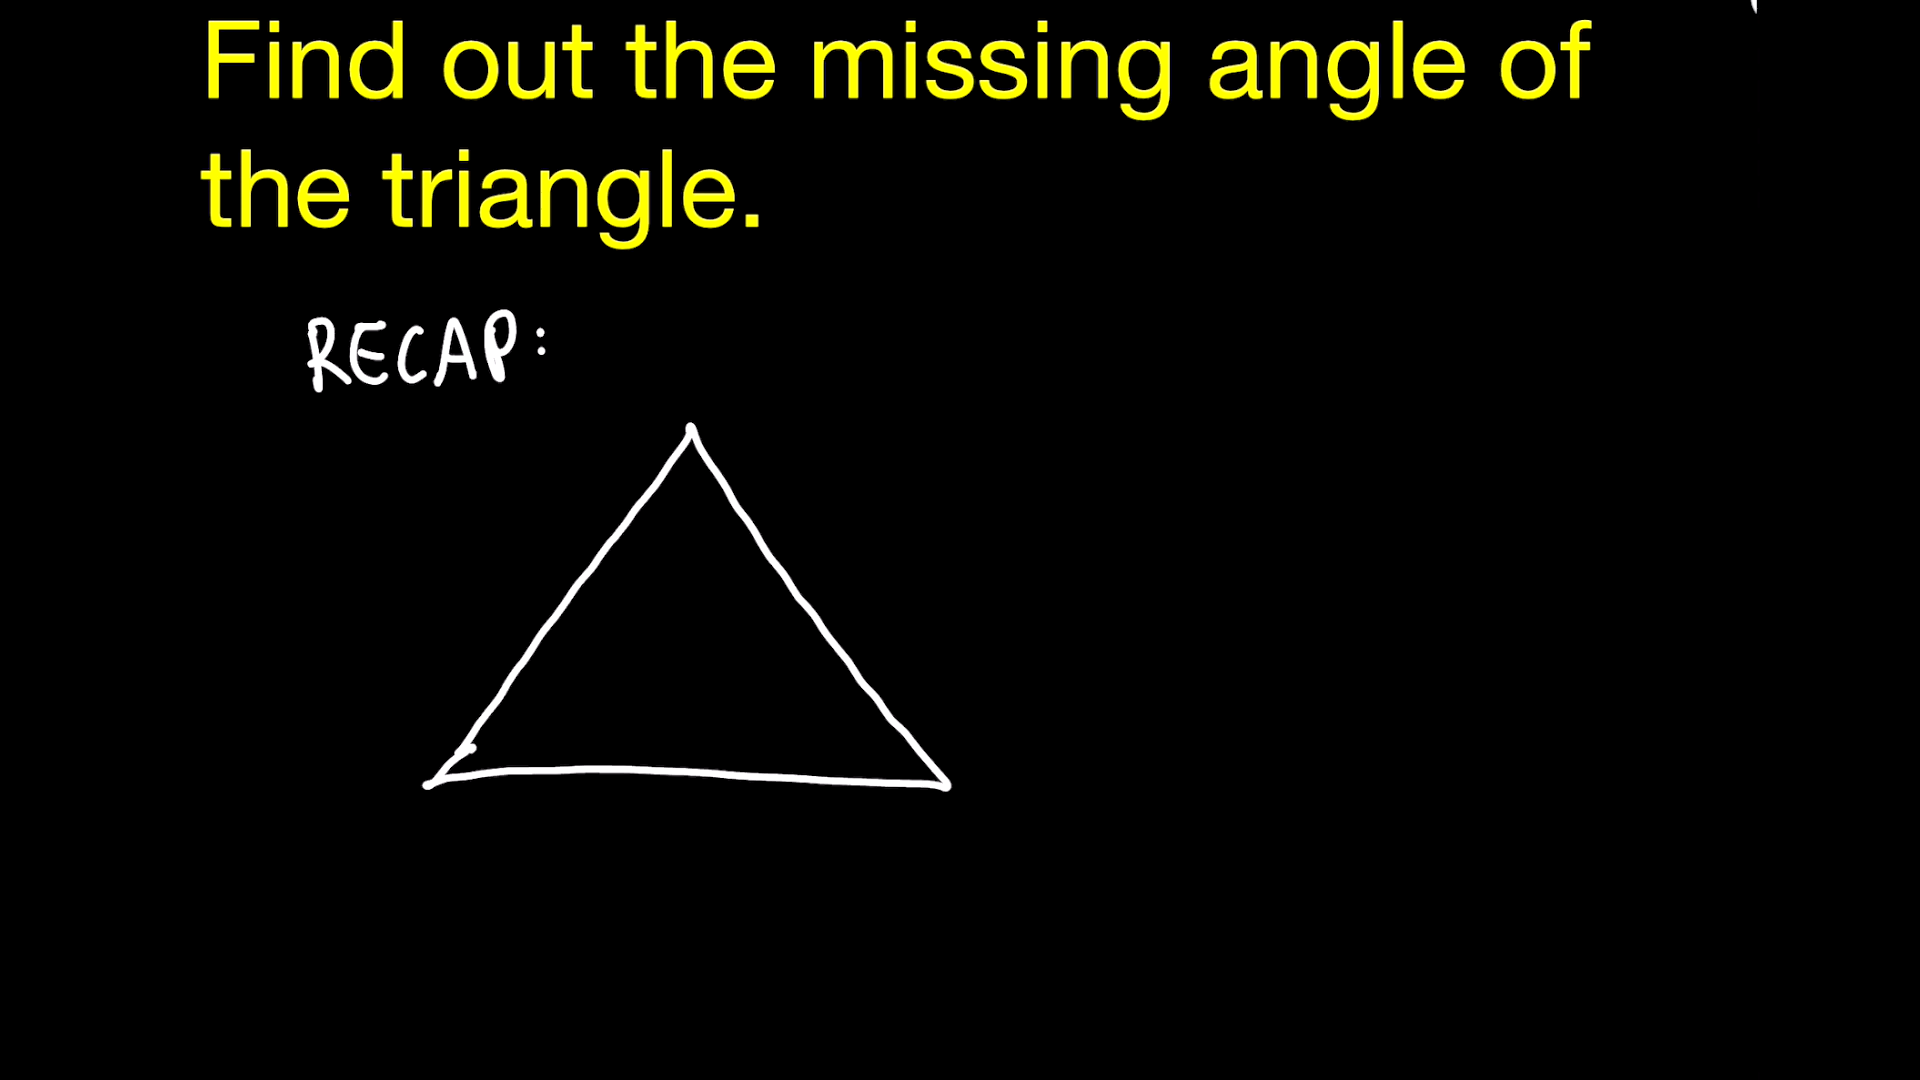 Find out the missing angle of
the triangle.
RECAP: